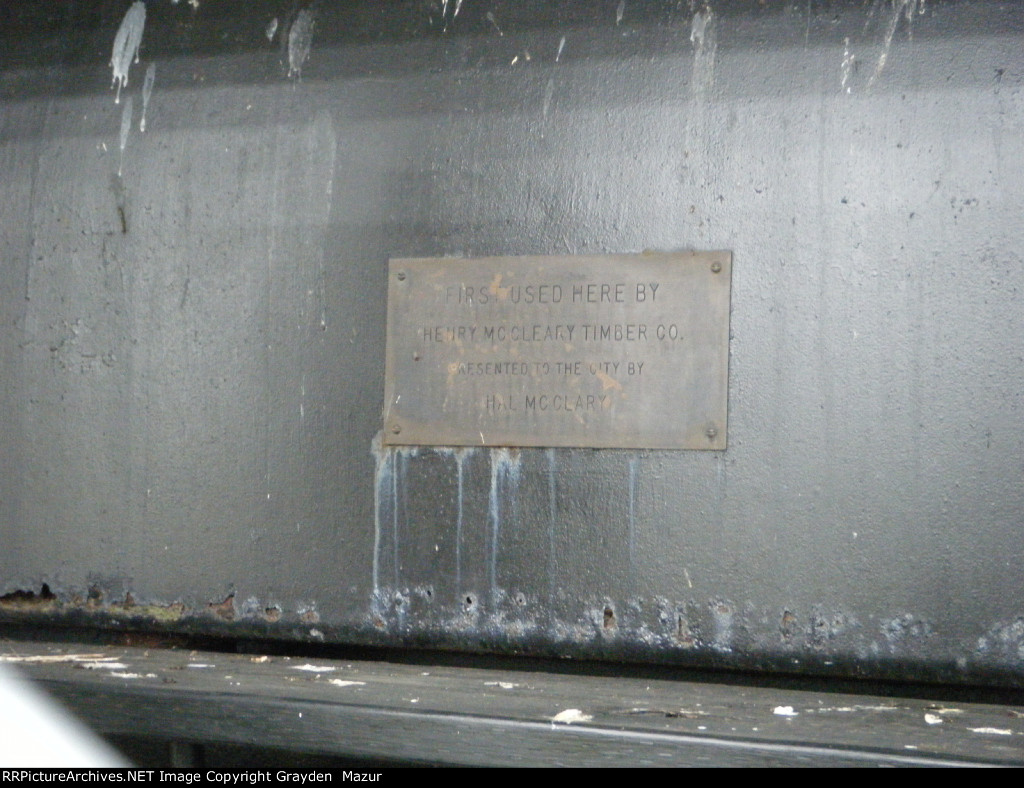 FIRST USED HERE BY
HENRY MCCLEARY TIMBER CO.
PRESENTED TO THE CITY BY
HAL MCCLARY
RRPictureArchives.NET Image Copyright Grayden Mazur